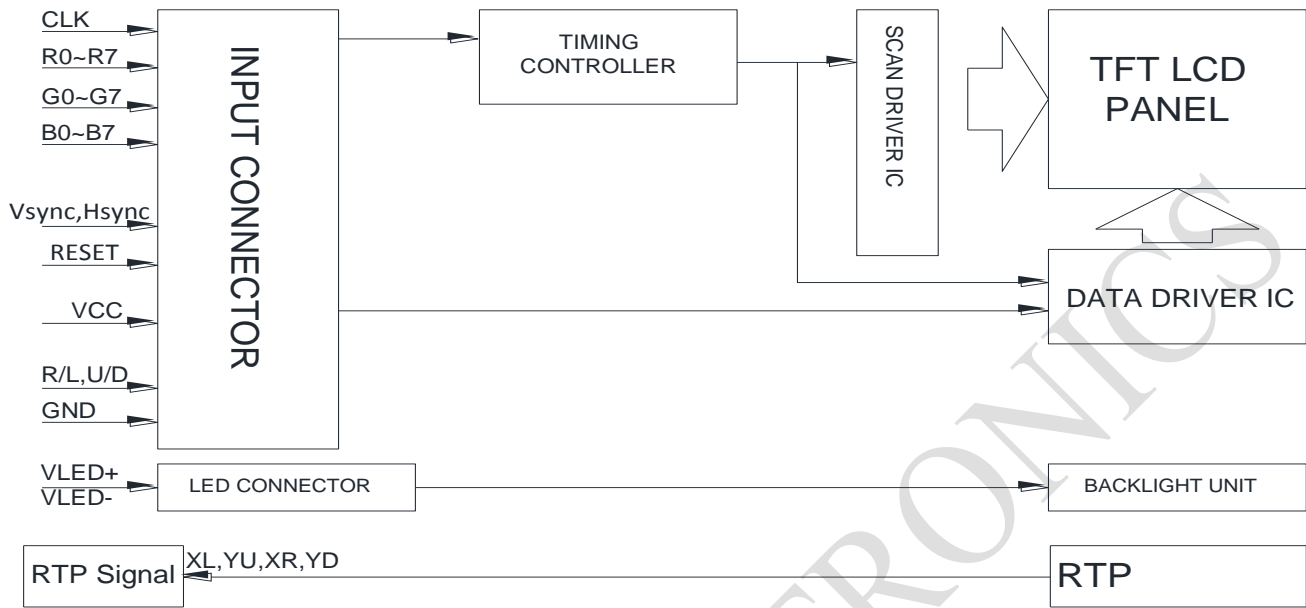 CLK
R0~R7
G0~G7
B0~B7
Vsync,Hsync
RESET
VCC
R/L,U/D
GND
INPUT CONNECTOR
TIMING
CONTROLLER
SCAN DRIVER IC
TFT LCD
PANEL
DATA DRIVER IC
VLED+
VLED-
LED CONNECTOR
BACKLIGHT UNIT
RTP Signal
XL,YU,XR,YD
RTP